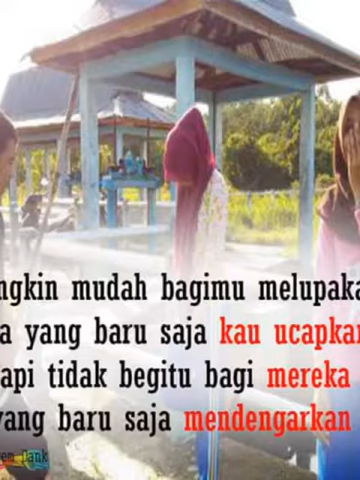 ngkin mudah bagimu melupaka
a yang baru saja kau ucapkan
api tidak begitu bagi mereka
yang baru saja mendengarkan